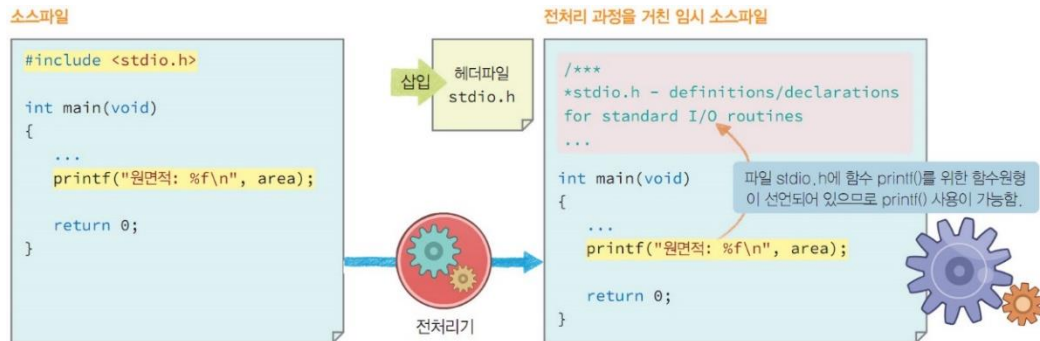 소스파일
#include <stdio.h>
int main(void)
{
...
printf("원면적: %f\n", area);
return 0;
}
삽입
헤더파일
stdio.h
전처리기
전처리 과정을 거친 임시 소스파일
/***
*stdio.h - definitions/declarations
for standard I/O routines
...
int main(void)
{
...
printf("원면적: %f\n", area);
return 0;
}
파일 stdio.h에 함수 printf()를 위한 함수원형
이 선언되어 있으므로 printf() 사용이 가능함.